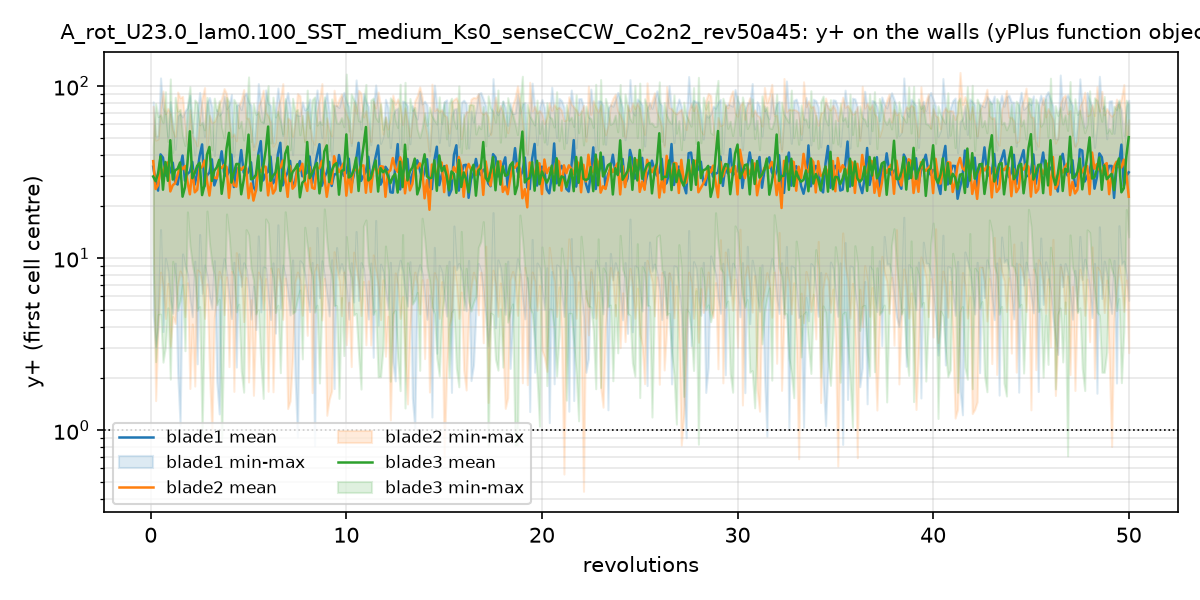 A_rot_U23.0_lam0.100_SST_medium_Ks0_senseCCW_Co2n2_rev50a45: y+ on the walls (yPlus function objec
y+ (first cell centre)
10²
10¹
10⁰
blade1 mean
blade1 min-max
blade2 mean
blade2 min-max
blade3 mean
blade3 min-max
0 10 20 30 40 50
revolutions